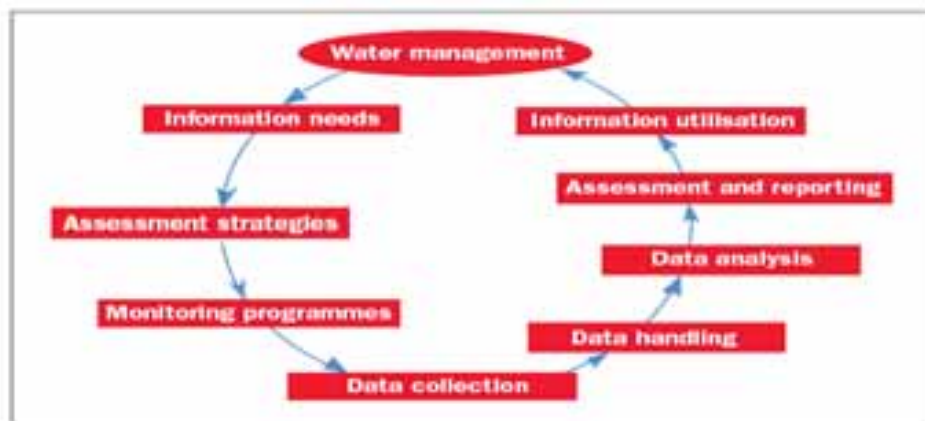 Water management
Information needs
Assessment strategies
Monitoring programmes
Data collection
Data handling
Data analysis
Assessment and reporting
Information utilisation